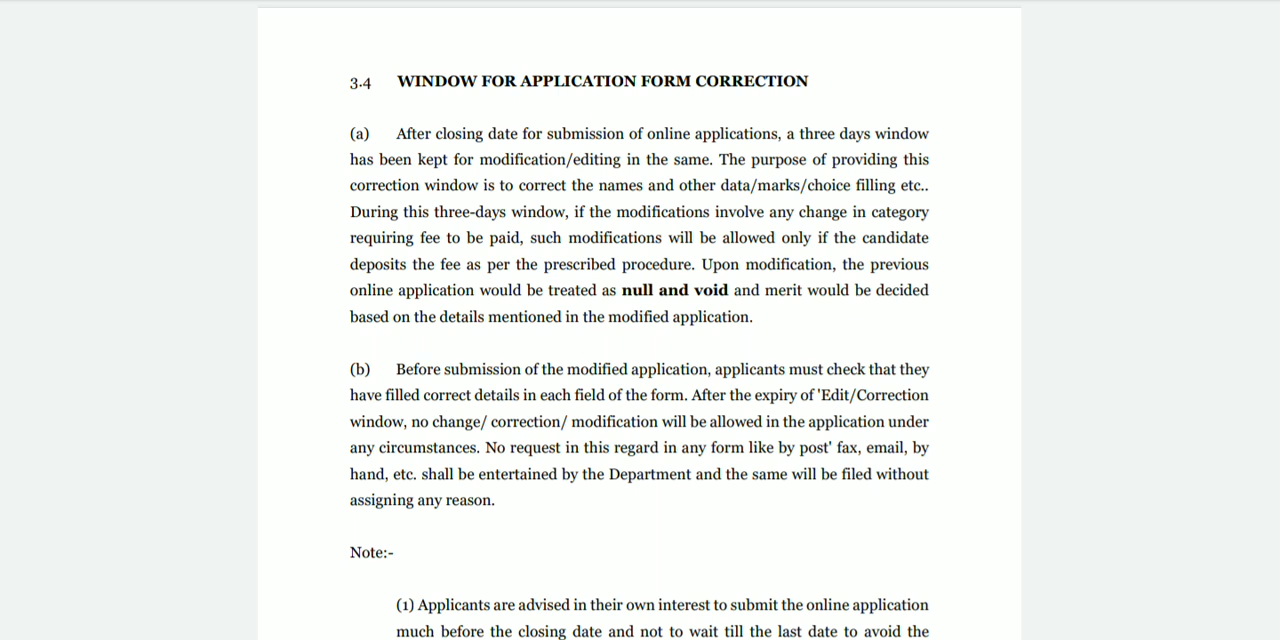 3.4 WINDOW FOR APPLICATION FORM CORRECTION
(a) After closing date for submission of online applications, a three days window
has been kept for modification/editing in the same. The purpose of providing this
correction window is to correct the names and other data/marks/choice filling etc..
During this three-days window, if the modifications involve any change in category
requiring fee to be paid, such modifications will be allowed only if the candidate
deposits the fee as per the prescribed procedure. Upon modification, the previous
online application would be treated as null and void and merit would be decided
based on the details mentioned in the modified application.
(b) Before submission of the modified application, applicants must check that they
have filled correct details in each field of the form. After the expiry of 'Edit/Correction
window, no change/ correction/ modification will be allowed in the application under
any circumstances. No request in this regard in any form like by post' fax, email, by
hand, etc. shall be entertained by the Department and the same will be filed without
assigning any reason.
Note:-
(1) Applicants are advised in their own interest to submit the online application
much before the closing date and not to wait till the last date to avoid the